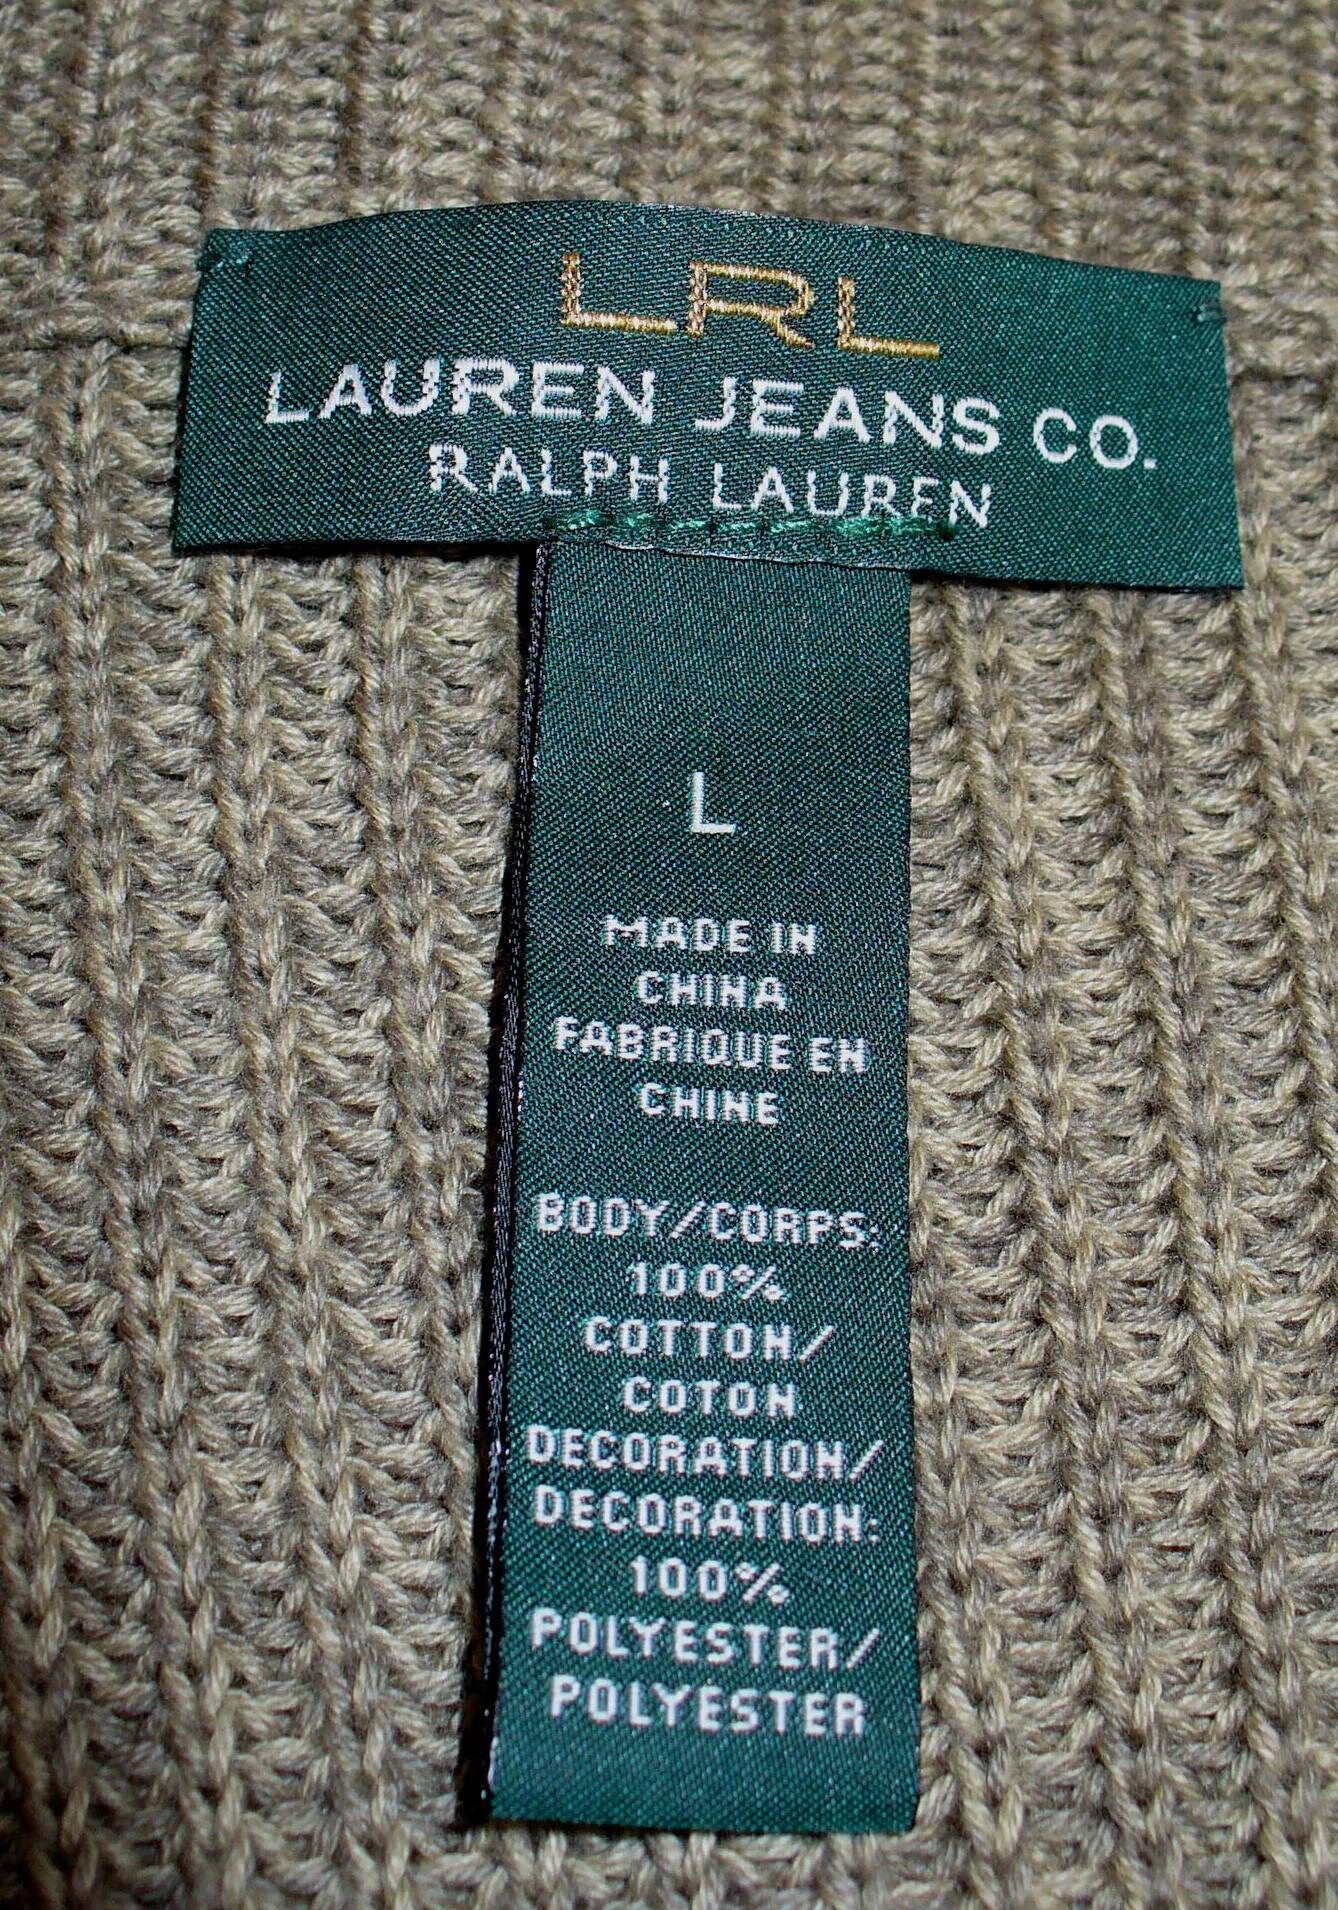 LRL
LAUREN JEANS CO.
RALPH LAUREN
L
MADE IN
CHINA
FABRIQUE EN
CHINE
BODY/CORPS:
100%
COTTON/
COTON
DECORATION/
DECORATION:
100%
POLYESTER/
POLYESTER